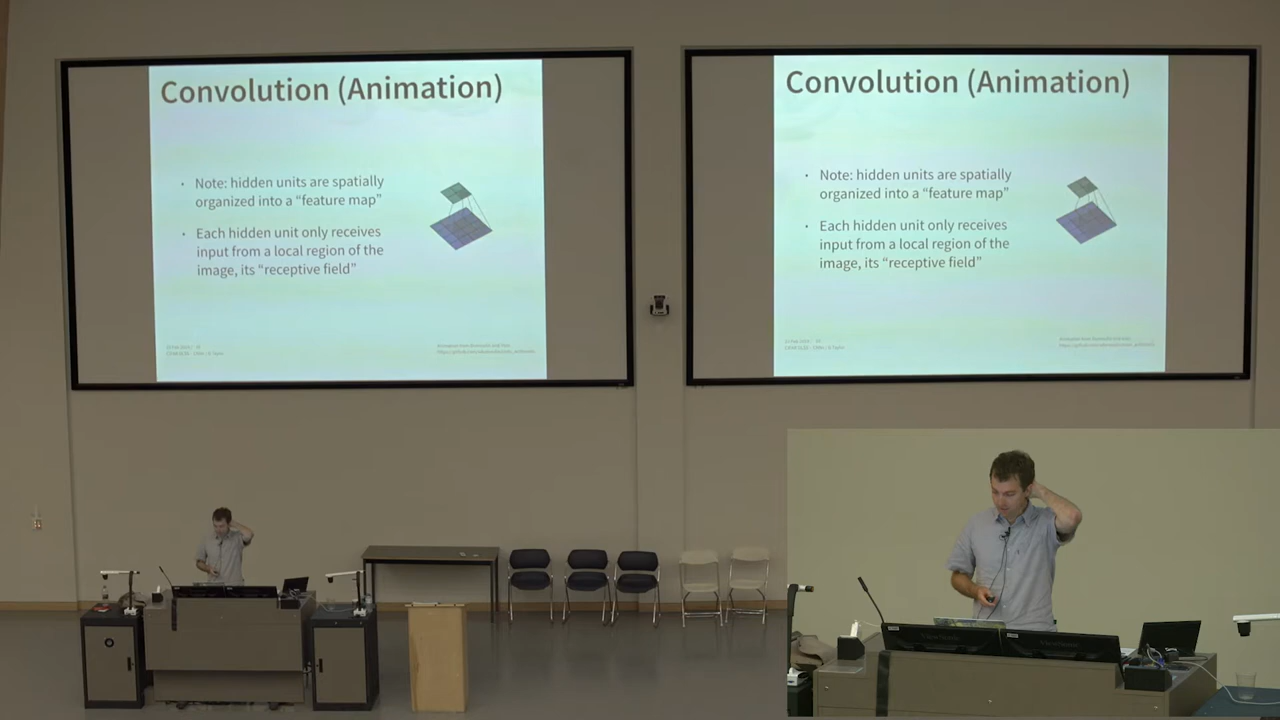 Convolution (Animation)
· Note: hidden units are spatially
organized into a “feature map”
· Each hidden unit only receives
input from a local region of the
image, its “receptive field”
Convolution (Animation)
· Note: hidden units are spatially
organized into a “feature map”
· Each hidden unit only receives
input from a local region of the
image, its “receptive field”